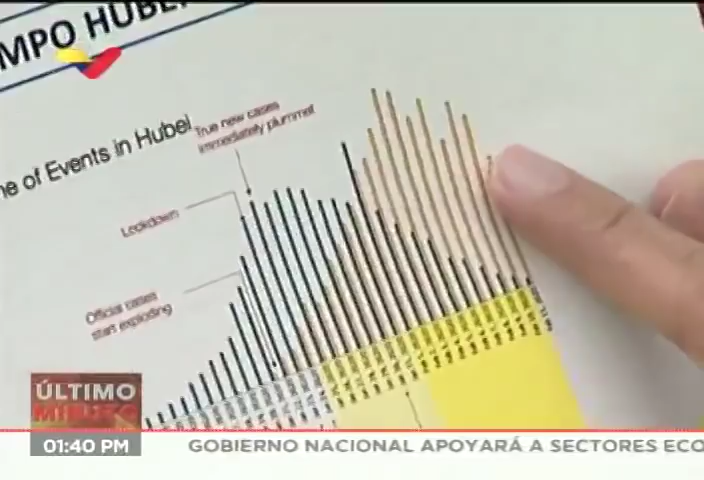 MPO HUBE
ne of Events in Hubei
True new cases
immediately plummet
Lockdown
Official cases
start exploding
ÚLTIMO
MINUTO
01:40 PM
GOBIERNO NACIONAL APOYARÁ A SECTORES ECO